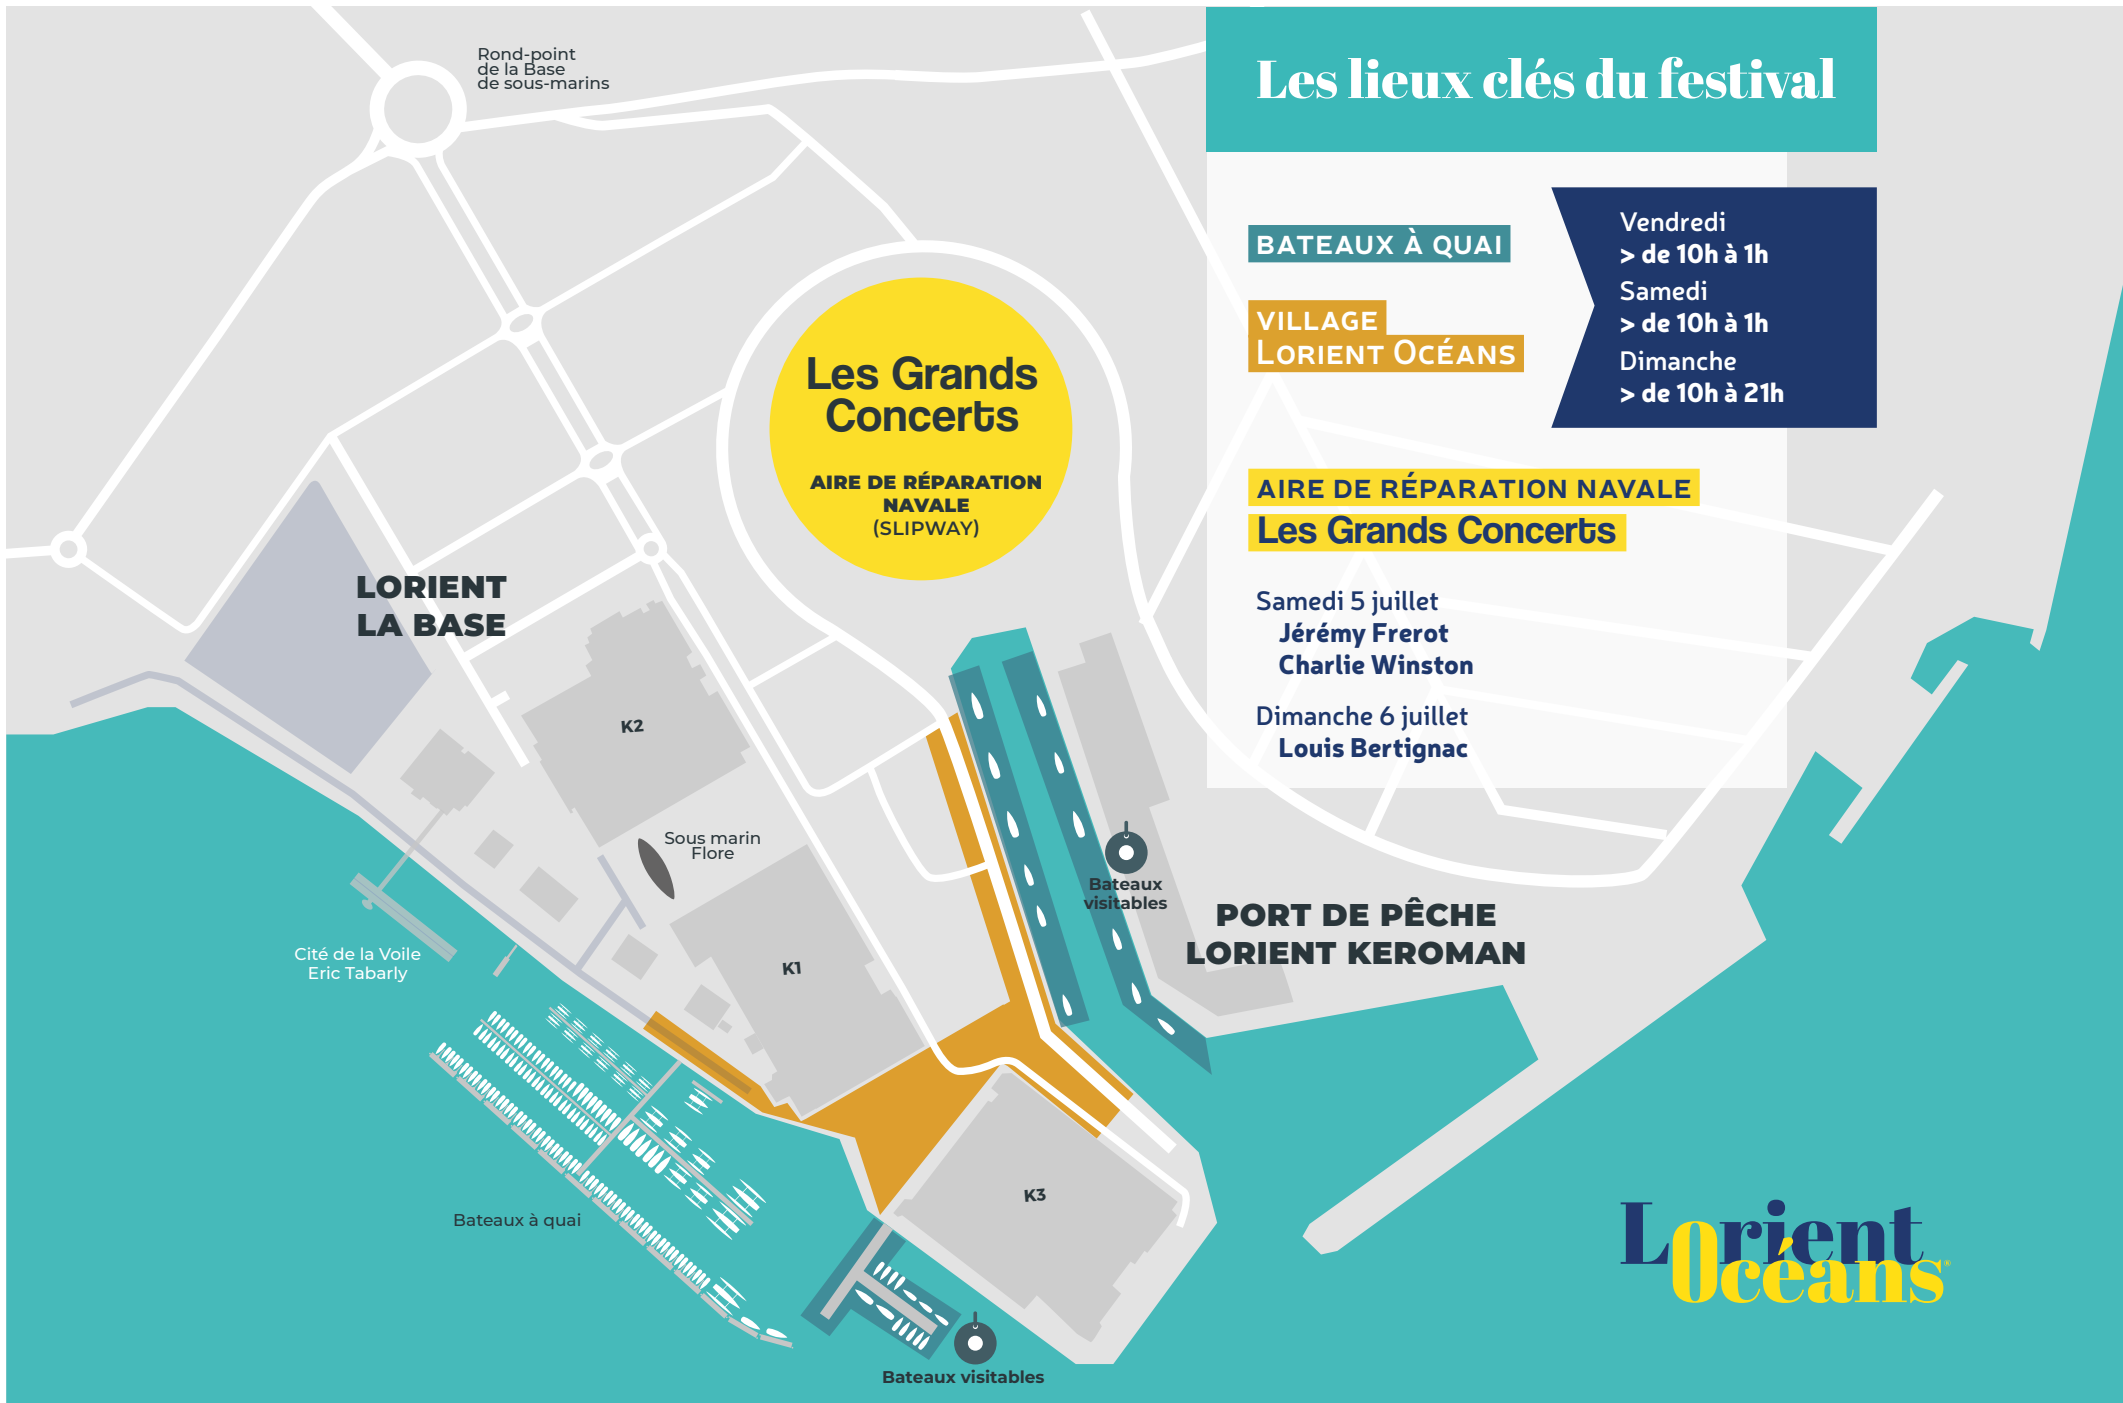 Rond-point
de la Base
de sous-marins
Les lieux clés du festival
BATEAUX À QUAI
VILLAGE
LORIENT OCÉANS
Vendredi
> de 10h à 1h
Samedi
> de 10h à 1h
Dimanche
> de 10h à 21h
AIRE DE RÉPARATION NAVALE
Les Grands Concerts
Samedi 5 juillet
Jérémy Frerot
Charlie Winston
Dimanche 6 juillet
Louis Bertignac
Les Grands
Concerts
AIRE DE RÉPARATION
NAVALE
(SLIPWAY)
LORIENT
LA BASE
K2
Sous marin
Flore
Bateaux
visitables
PORT DE PÊCHE
LORIENT KEROMAN
Cité de la Voile
Eric Tabarly
K1
K3
Bateaux à quai
Bateaux visitables
Lorient
Océans®